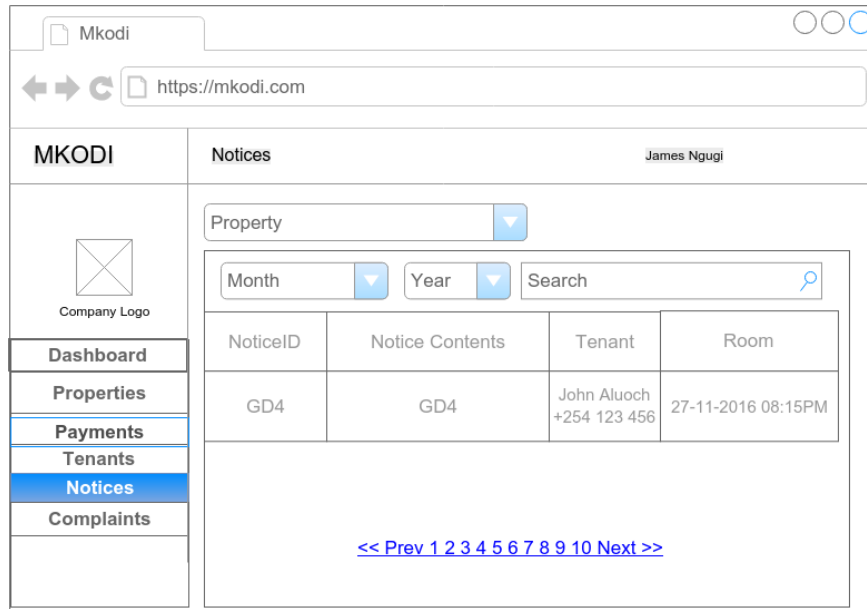 Mkodi
https://mkodi.com
MKODI
Notices
James Ngugi
Company Logo
Dashboard
Properties
Payments
Tenants
Notices
Complaints
Property
Month
Year
Search
NoticeID
Notice Contents
Tenant
Room
GD4
GD4
John Aluoch
+254 123 456
27-11-2016 08:15PM
<< Prev 1 2 3 4 5 6 7 8 9 10 Next >>